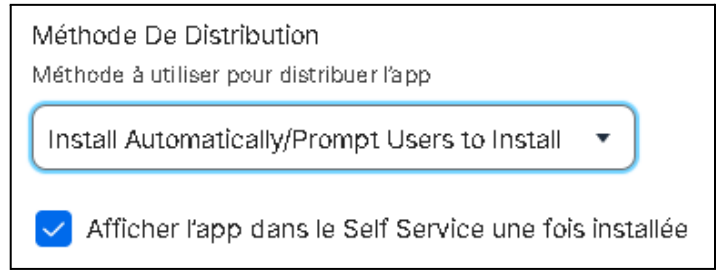 Méthode De Distribution
Méthode à utiliser pour distribuer l'app
Install Automatically/Prompt Users to Install
Afficher l'app dans le Self Service une fois installée